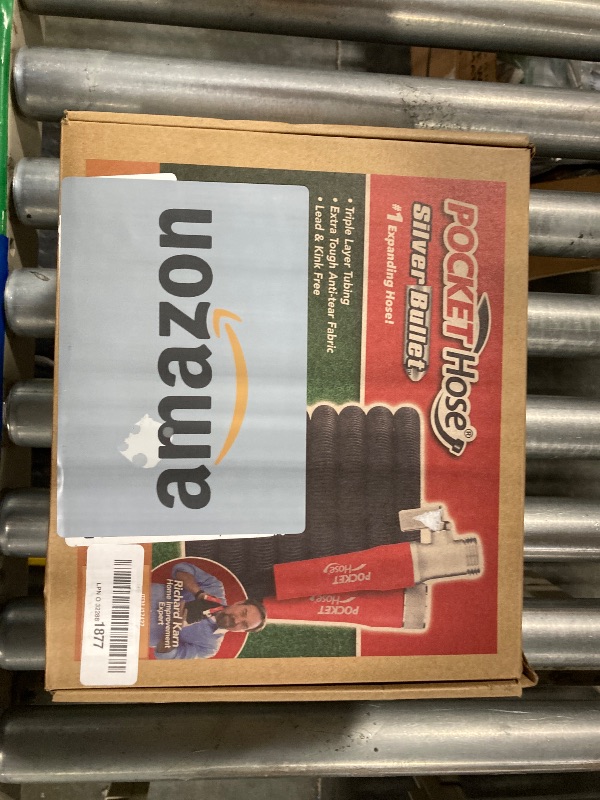 POCKET HOSE®
Silver Bullet™
#1 Expanding Hose!
• Triple Layer Tubing
• Extra Tough Anti-tear Fabric
• Lead & Kink Free
amazon
POCKET
HOSE
POCKET
HOSE
Richard Karn
Home Improvement
Expert
1877